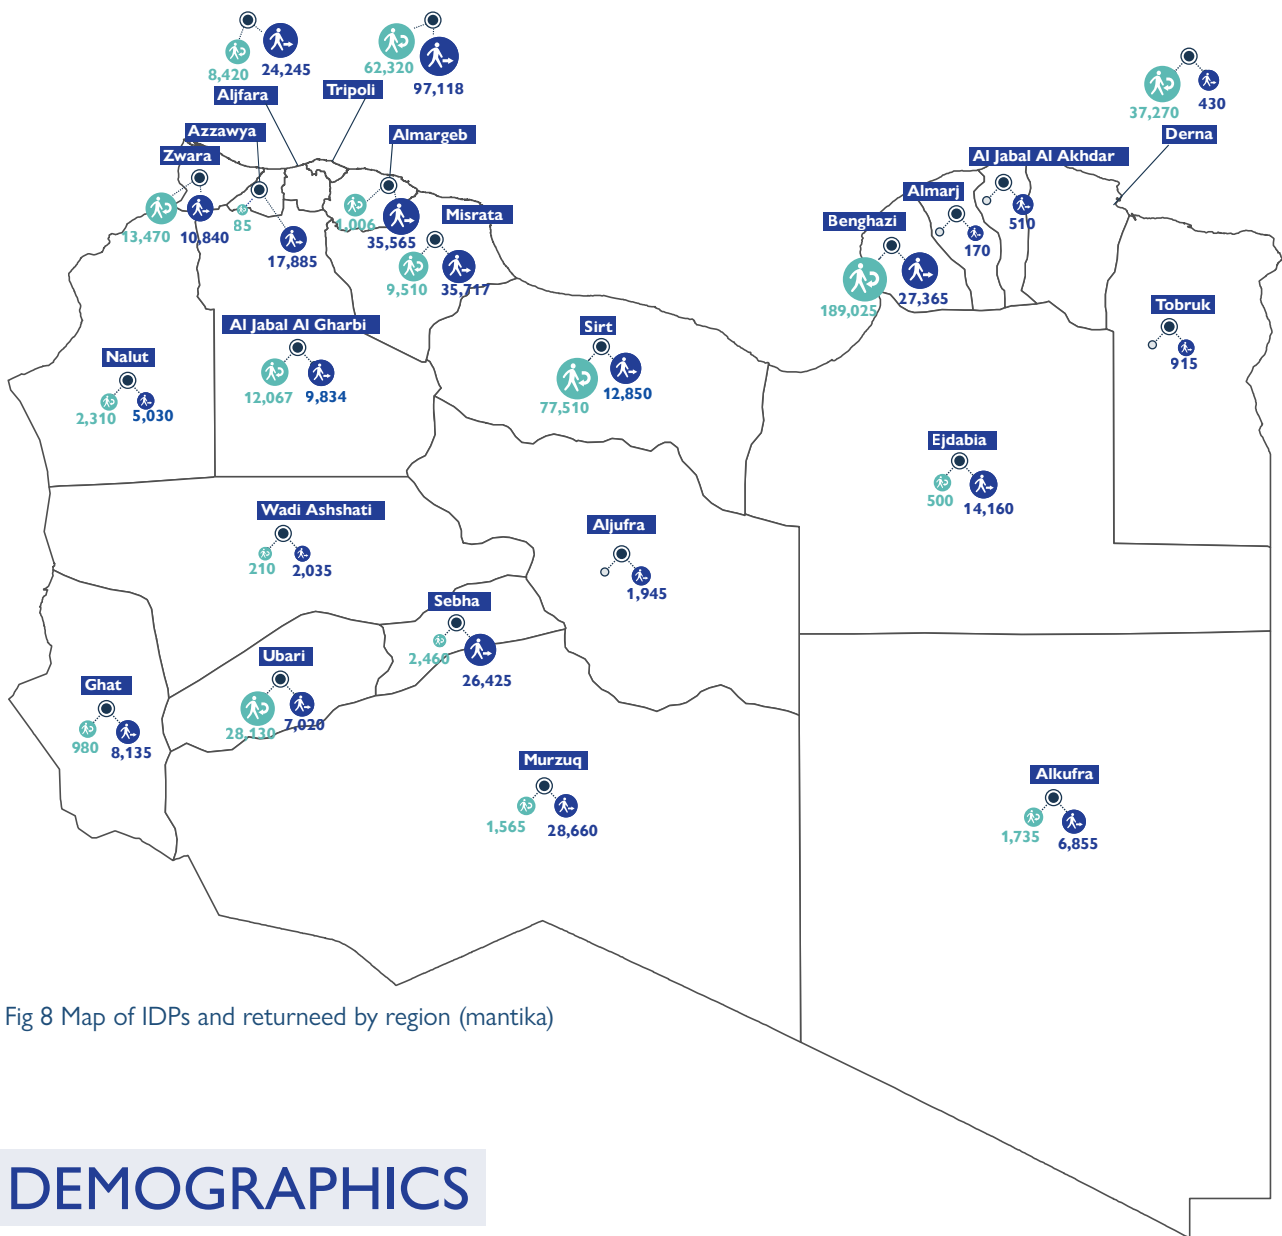 8,420
24,245
Aljfara
62,320
97,118
Tripoli
37,270
430
Derna
Azzawya
85
17,885
Almargeb
1,006
35,565
Zwara
13,470
10,840
Misrata
9,510
35,717
Al Jabal Al Akhdar
510
Almarj
170
Benghazi
189,025
27,365
Tobruk
915
Al Jabal Al Gharbi
12,067
9,834
Sirt
77,510
12,850
Nalut
2,310
5,030
Ejdabia
500
14,160
Wadi Ashshati
210
2,035
Aljufra
1,945
Sebha
2,460
26,425
Ubari
28,130
7,020
Ghat
980
8,135
Murzuq
1,565
28,660
Alkufra
1,735
6,855
Fig 8 Map of IDPs and returneed by region (mantika)
DEMOGRAPHICS